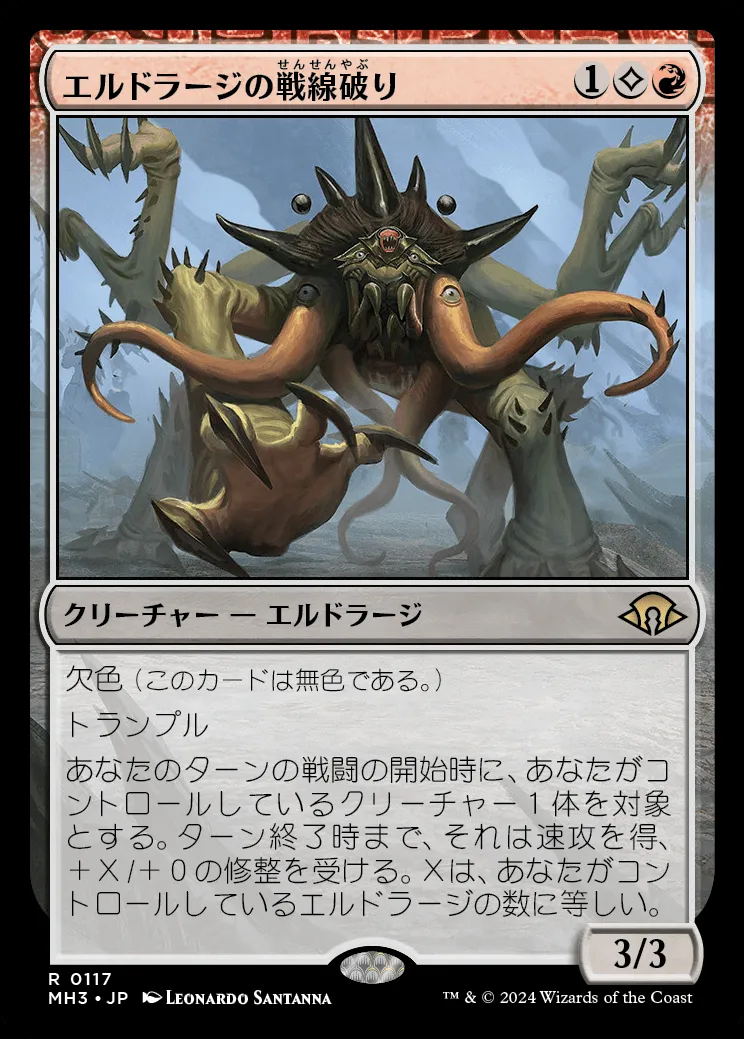 せんせんやぶ
エルドラージの戦線破り 1
クリーチャー — エルドラージ
欠色（このカードは無色である。）
トランプル
あなたのターンの戦闘の開始時に、あなたがコ
ントロールしているクリーチャー１体を対象
とする。ターン終了時まで、それは速攻を得、
＋Ｘ/＋０の修整を受ける。Ｘは、あなたがコン
トロールしているエルドラージの数に等しい。
3/3
R 0117
MH3 • JP LEONARDO SANTANNA
™ & © 2024 Wizards of the Coast